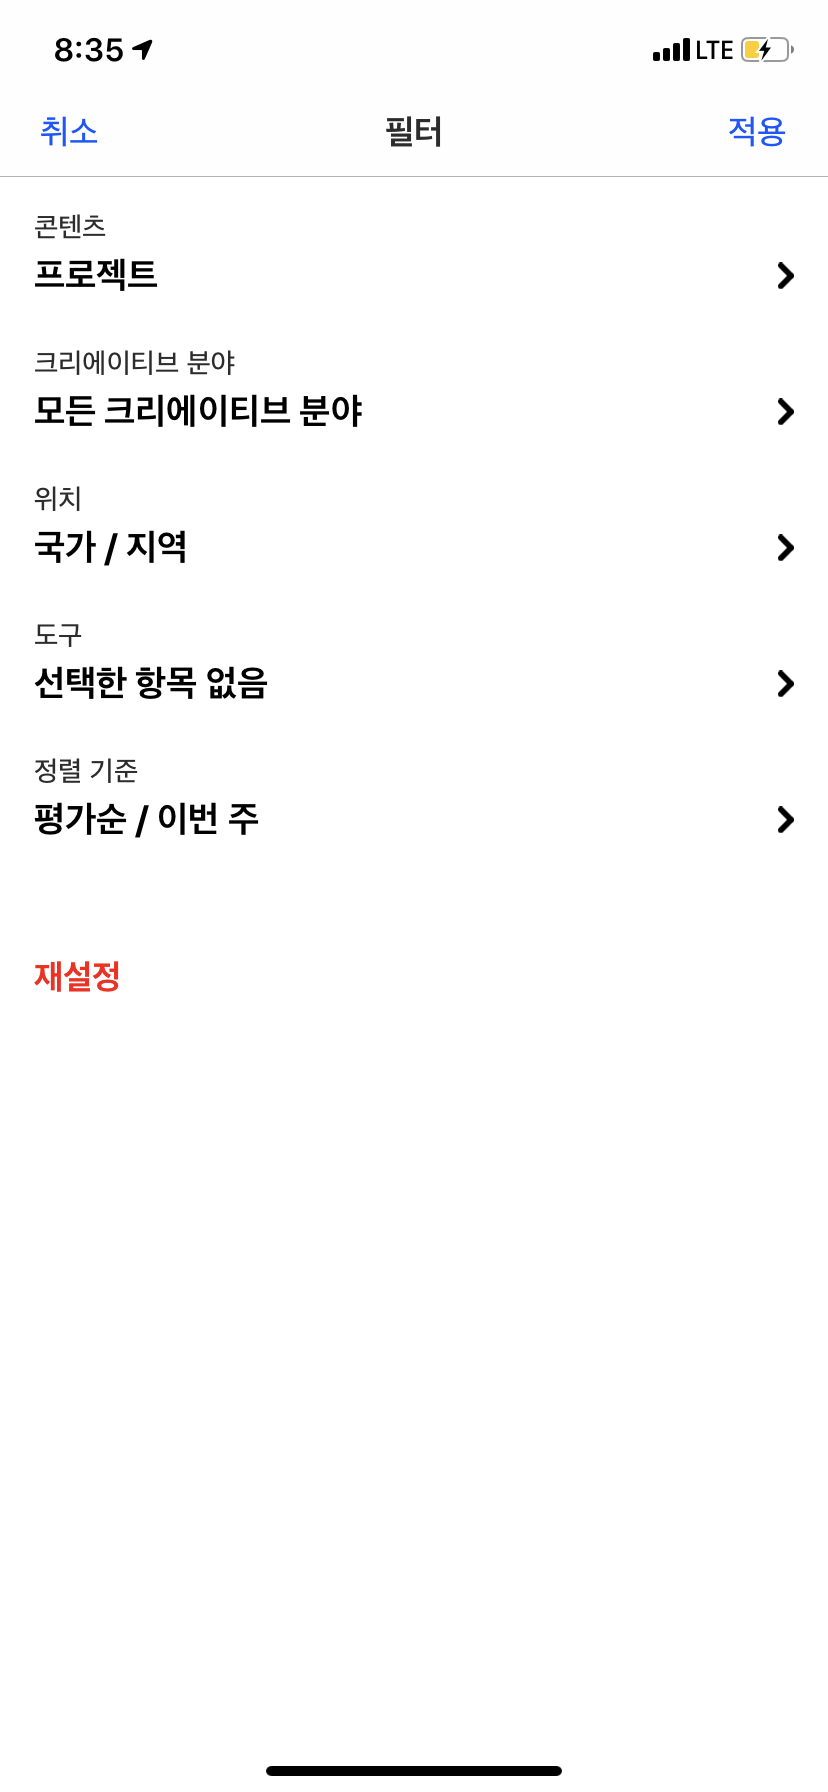 8:35
LTE
취소
필터
적용
콘텐츠
프로젝트
크리에이티브 분야
모든 크리에이티브 분야
위치
국가 / 지역
도구
선택한 항목 없음
정렬 기준
평가순 / 이번 주
재설정